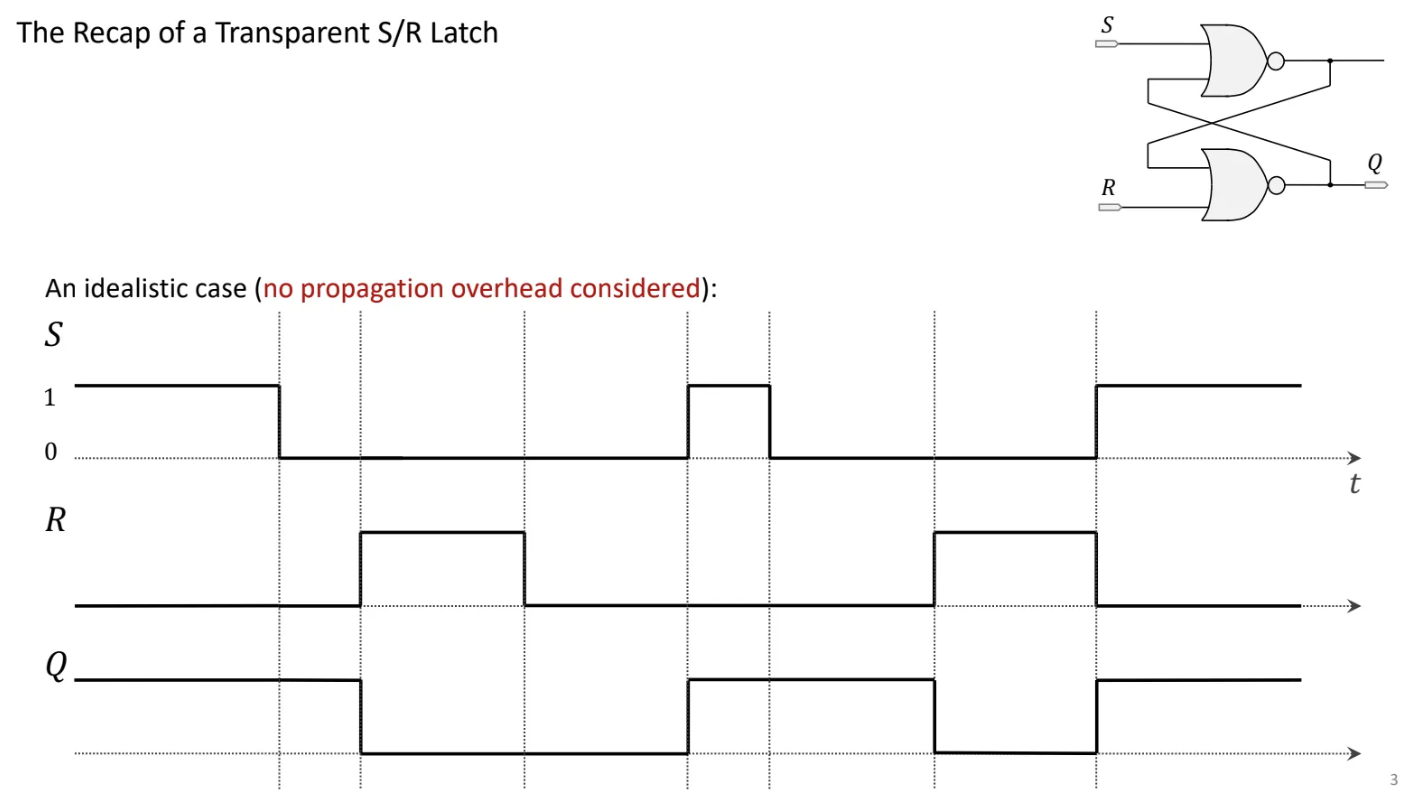 The Recap of a Transparent S/R Latch
S
R
Q
An idealistic case (no propagation overhead considered):
S
1
0
t
R
Q
3